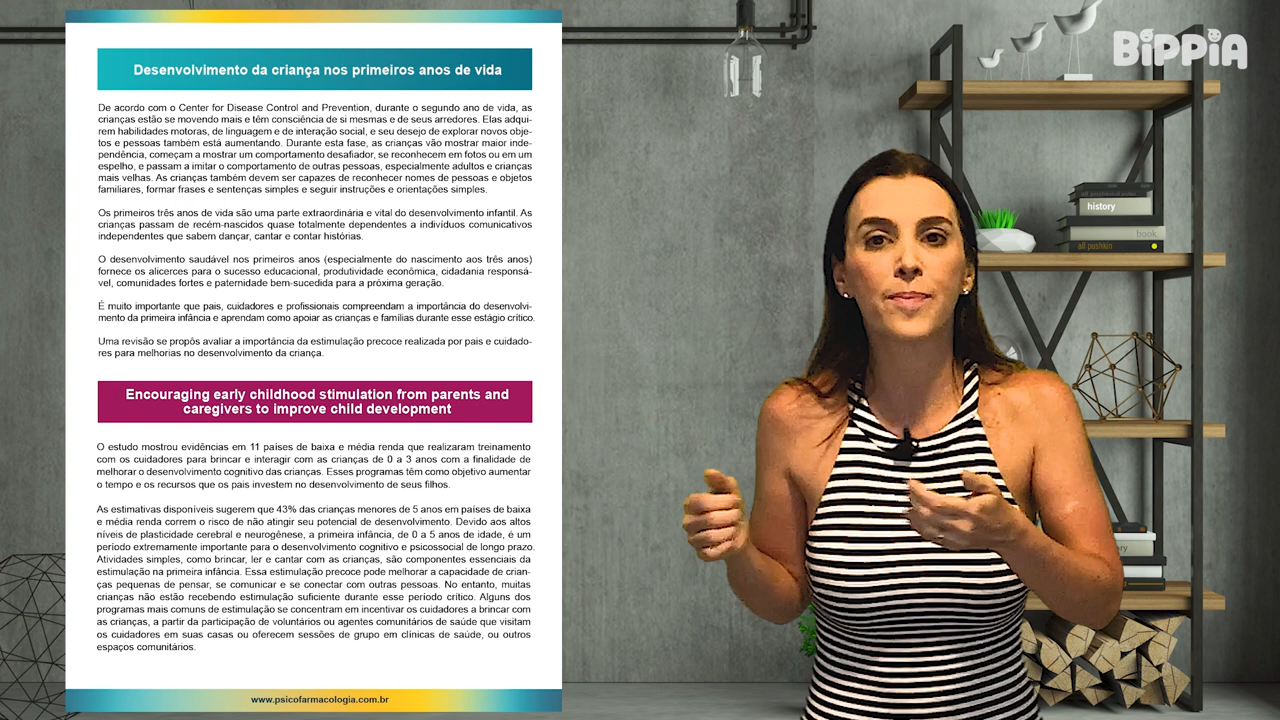 BiPPiA
Desenvolvimento da criança nos primeiros anos de vida
De acordo com o Center for Disease Control and Prevention, durante o segundo ano de vida, as
crianças estão se movendo mais e têm consciência de si mesmas e de seus arredores. Elas adqui-
rem habilidades motoras, de linguagem e de interação social, e seu desejo de explorar novos obje-
tos e pessoas também está aumentando. Durante esta fase, as crianças vão mostrar maior inde-
pendência, começam a mostrar um comportamento desafiador, se reconhecem em fotos ou em um
espelho, e passam a imitar o comportamento de outras pessoas, especialmente adultos e crianças
mais velhas. As crianças também devem ser capazes de reconhecer nomes de pessoas e objetos
familiares, formar frases e sentenças simples e seguir instruções e orientações simples.
Os primeiros três anos de vida são uma parte extraordinária e vital do desenvolvimento infantil. As
crianças passam de recém-nascidos quase totalmente dependentes a indivíduos comunicativos
independentes que sabem dançar, cantar e contar histórias.
O desenvolvimento saudável nos primeiros anos (especialmente do nascimento aos três anos)
fornece os alicerces para o sucesso educacional, produtividade econômica, cidadania responsá-
vel, comunidades fortes e paternidade bem-sucedida para a próxima geração.
É muito importante que pais, cuidadores e profissionais compreendam a importância do desenvolvi-
mento da primeira infância e aprendam como apoiar as crianças e famílias durante esse estágio crítico.
Uma revisão se propôs avaliar a importância da estimulação precoce realizada por pais e cuidado-
res para melhorias no desenvolvimento da criança.
Encouraging early childhood stimulation from parents and
caregivers to improve child development
O estudo mostrou evidências em 11 países de baixa e média renda que realizaram treinamento
com os cuidadores para brincar e interagir com as crianças de 0 a 3 anos com a finalidade de
melhorar o desenvolvimento cognitivo das crianças. Esses programas têm como objetivo aumentar
o tempo e os recursos que os pais investem no desenvolvimento de seus filhos.
As estimativas disponíveis sugerem que 43% das crianças menores de 5 anos em países de baixa
e média renda correm o risco de não atingir seu potencial de desenvolvimento. Devido aos altos
níveis de plasticidade cerebral e neurogênese, a primeira infância, de 0 a 5 anos de idade, é um
período extremamente importante para o desenvolvimento cognitivo e psicossocial de longo prazo.
Atividades simples, como brincar, ler e cantar com as crianças, são componentes essenciais da
estimulação na primeira infância. Essa estimulação precoce pode melhorar a capacidade de crian-
ças pequenas de pensar, se comunicar e se conectar com outras pessoas. No entanto, muitas
crianças não estão recebendo estimulação suficiente durante esse período crítico. Alguns dos
programas mais comuns de estimulação se concentram em incentivar os cuidadores a brincar com
as crianças, a partir da participação de voluntários ou agentes comunitários de saúde que visitam
os cuidadores em suas casas ou oferecem sessões de grupo em clínicas de saúde, ou outros
espaços comunitários.
www.psicofarmacologia.com.br
history
book
all pushkin